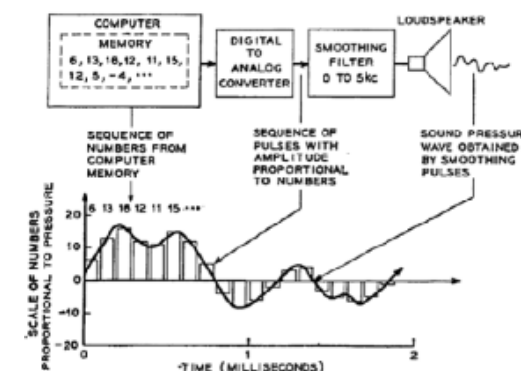 COMPUTER
MEMORY
6, 13, 16, 12, 11, 15,
12, 5, -4, •••
DIGITAL
TO
ANALOG
CONVERTER
SMOOTHING
FILTER
0 TO 5kc
LOUDSPEAKER
SEQUENCE OF
NUMBERS FROM
COMPUTER
MEMORY
SEQUENCE OF
PULSES WITH
AMPLITUDE
PROPORTIONAL
TO NUMBERS
SOUND PRESSUR
WAVE OBTAINED
BY SMOOTHING
PULSES
SCALE OF NUMBERS
PROPORTIONAL TO PRESSURE
6 13 16 12 11 15 ••••
20
10
0
-10
-20
0
1
2
TIME (MILLISECONDS)